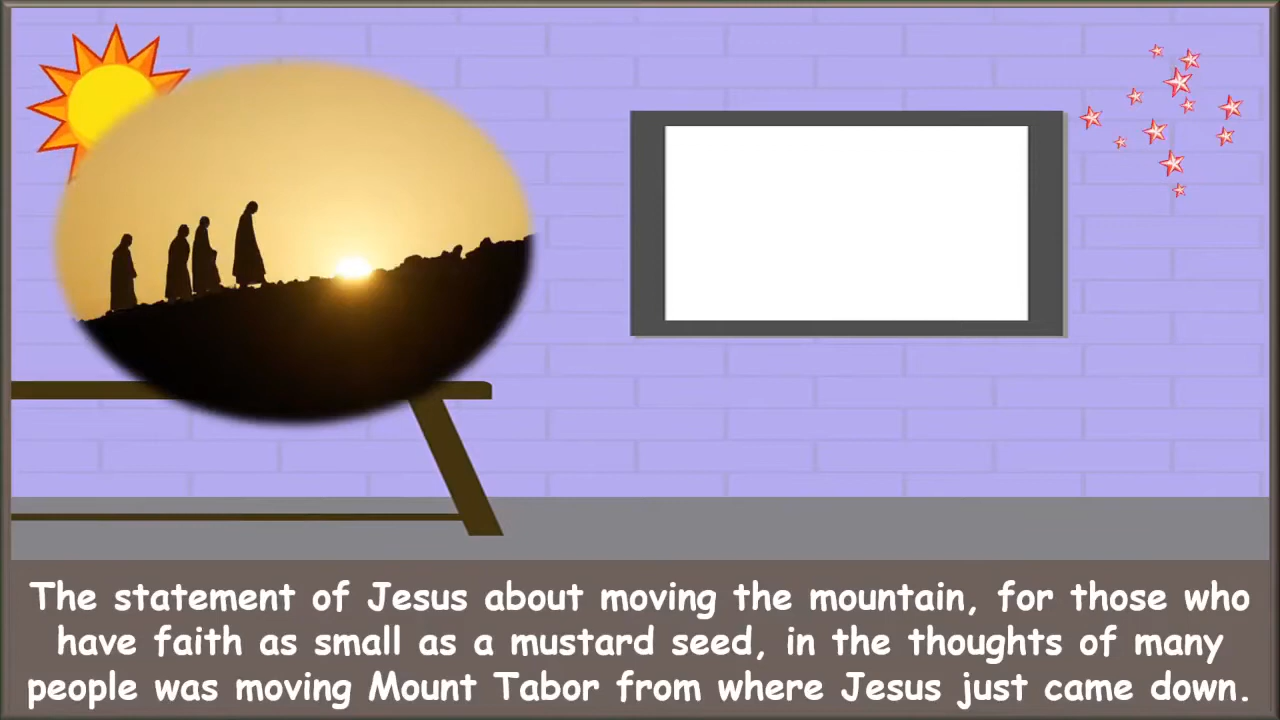 The statement of Jesus about moving the mountain, for those who
have faith as small as a mustard seed, in the thoughts of many
people was moving Mount Tabor from where Jesus just came down.